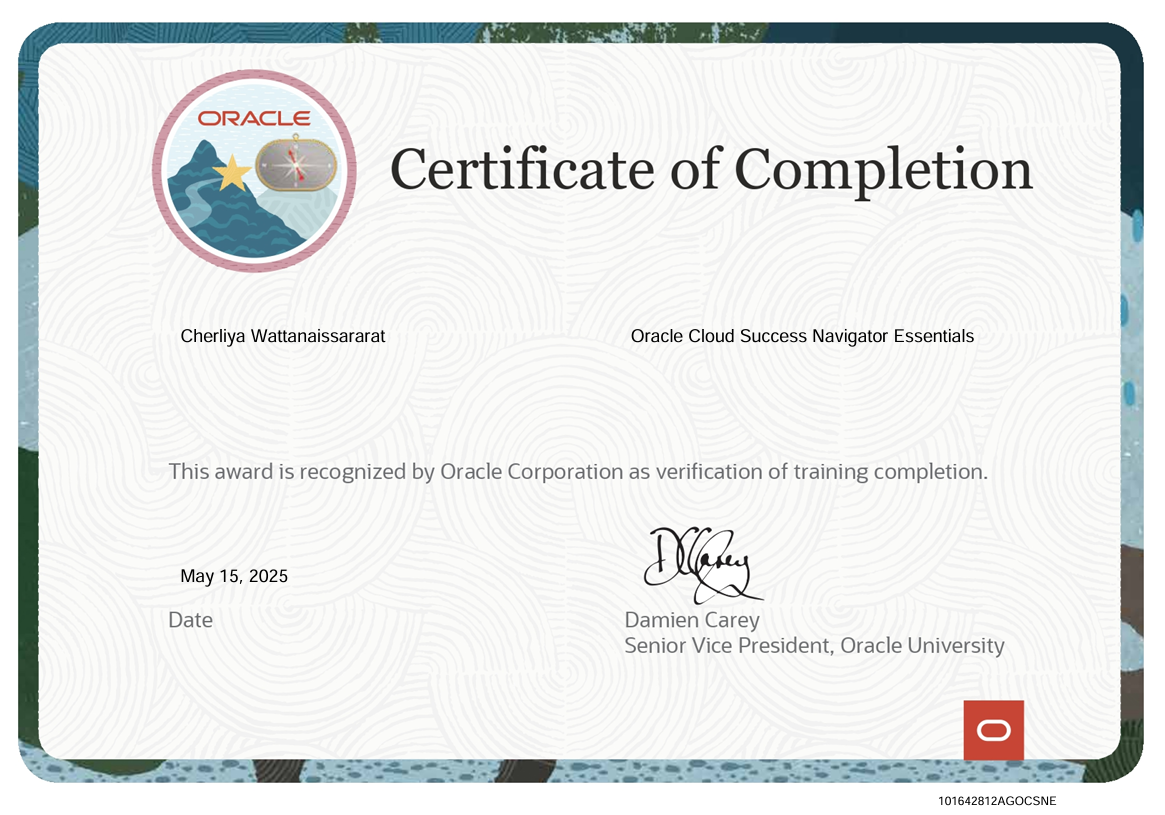 ORACLE
Certificate of Completion
Cherliya Wattanaissararat
Oracle Cloud Success Navigator Essentials
This award is recognized by Oracle Corporation as verification of training completion.
DCarey
May 15, 2025
Date
Damien Carey
Senior Vice President, Oracle University
101642812AGOCSNE